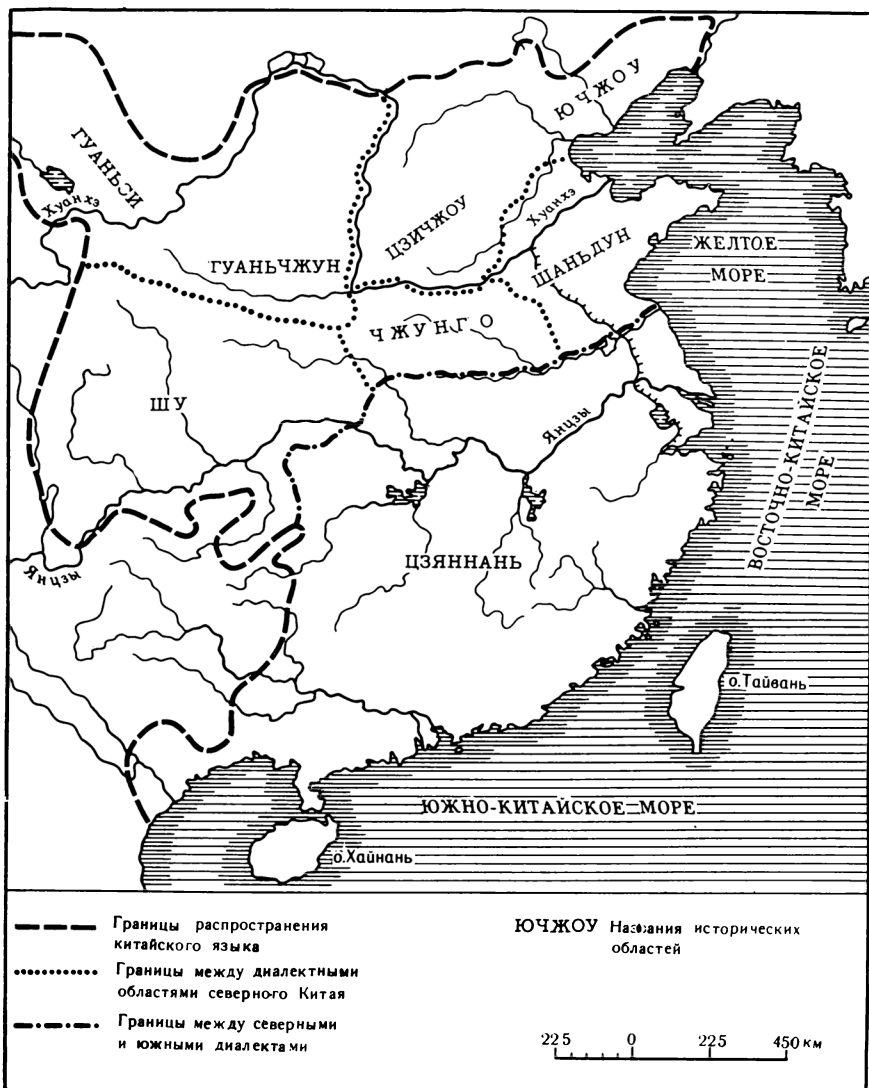 ЮЧЖОУ
ГУАНЬСИ
Хуанхэ
ЦЗИЧЖОУ
Хуанхэ
ГУАНЬЧЖУН
ШАНЬДУН
ЖЕЛТОЕ
МОРЕ
ЧЖУНГО
ШУ
Янцзы
ВОСТОЧНО-КИТАЙСКОЕ
МОРЕ
ЦЗЯННАНЬ
Янцзы
о.Тайвань
ЮЖНО-КИТАЙСКОЕ МОРЕ
о.Хайнань
Границы распространения
китайского языка
Границы между диалектными
областями северного Китая
Границы между северными
и южными диалектами
ЮЧЖОУ Названия исторических
областей
225 0 225 450 км